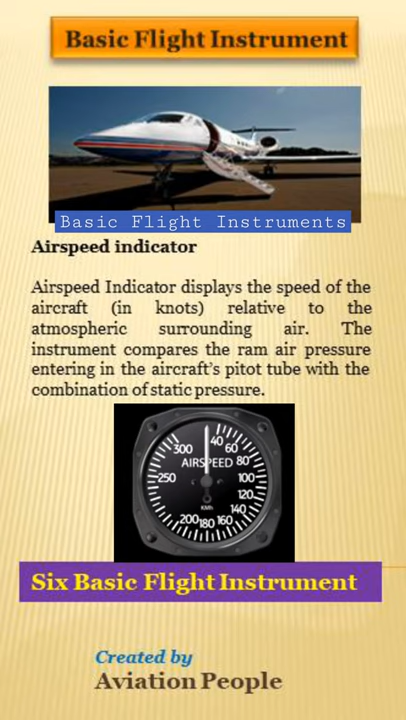 Basic Flight Instrument
Basic Flight Instruments
Airspeed indicator
Airspeed Indicator displays the speed of the
aircraft (in knots) relative to the
atmospheric surrounding air. The
instrument compares the ram air pressure
entering in the aircraft's pitot tube with the
combination of static pressure.
300 40 60
AIRSPEED 80
250 100
120
KMh
140
200 180 160
Six Basic Flight Instrument
Created by
Aviation People